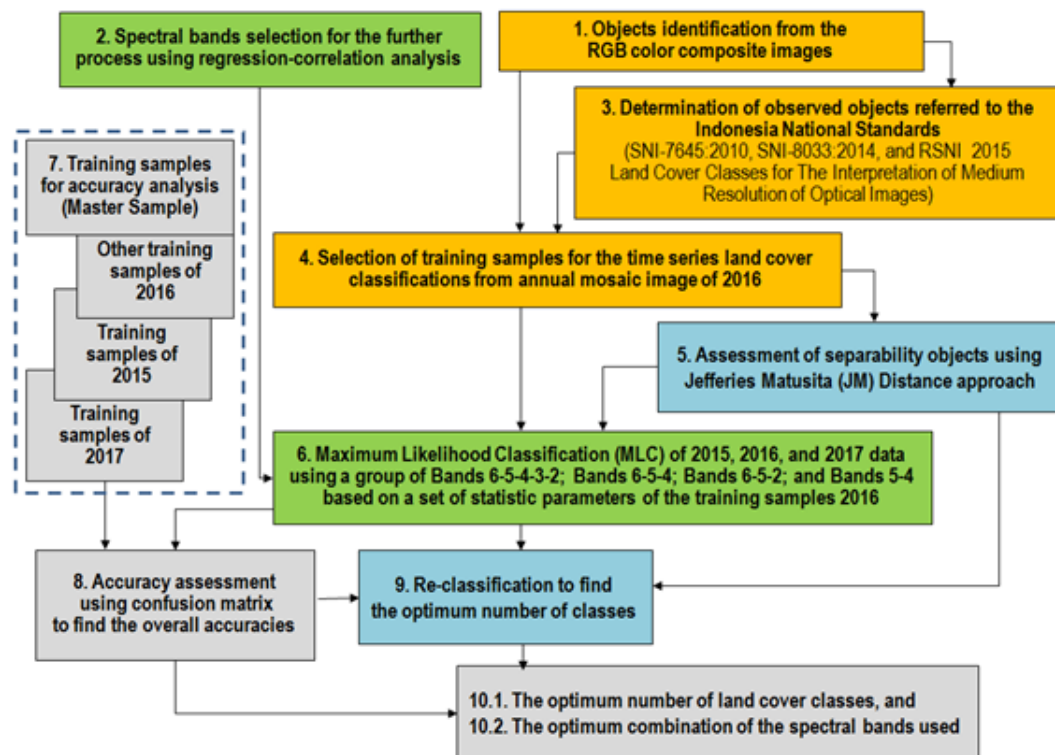 2. Spectral bands selection for the further
process using regression-correlation analysis
1. Objects identification from the
RGB color composite images
3. Determination of observed objects referred to the
Indonesia National Standards
(SNI-7645:2010, SNI-8033:2014, and RSNI 2015
Land Cover Classes for The Interpretation of Medium
Resolution of Optical Images)
7. Training samples
for accuracy analysis
(Master Sample)
Other training
samples of
2016
Training
samples of
2015
Training
samples of
2017
4. Selection of training samples for the time series land cover
classifications from annual mosaic image of 2016
5. Assessment of separability objects using
Jefferies Matusita (JM) Distance approach
6. Maximum Likelihood Classification (MLC) of 2015, 2016, and 2017 data
using a group of Bands 6-5-4-3-2; Bands 6-5-4; Bands 6-5-2; and Bands 5-4
based on a set of statistic parameters of the training samples 2016
8. Accuracy assessment
using confusion matrix
to find the overall accuracies
9. Re-classification to find
the optimum number of classes
10.1. The optimum number of land cover classes, and
10.2. The optimum combination of the spectral bands used